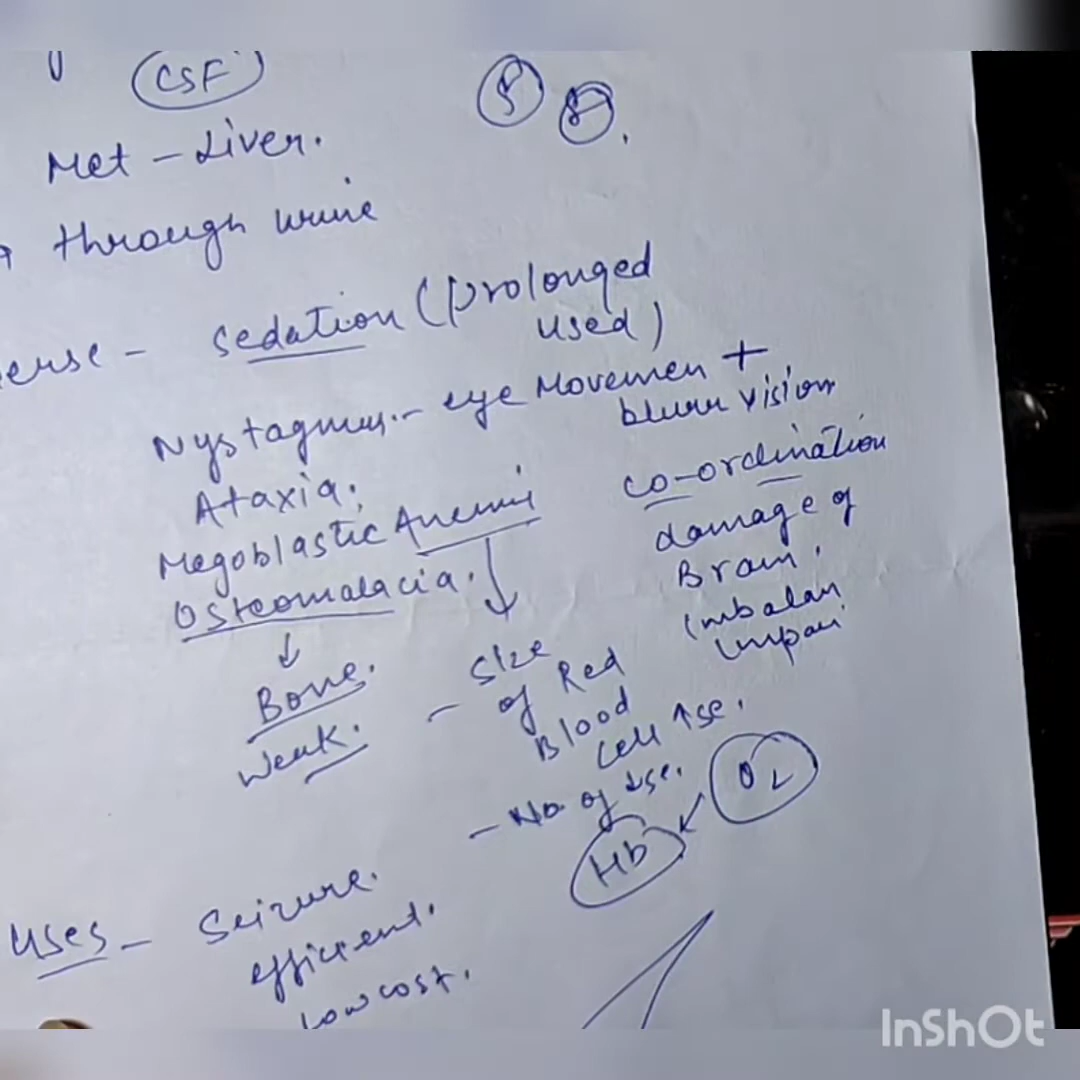 CSF
Met - Liver.
through urine
erse - Sedation (prolonged
used)
Nystagmus. - eye Movemen +
blurr vision
Ataxia. co-ordination
damage of
Brain.
imbalan
impai
Megoblastic Anemi
Osteomalacia.
Bone.
Weak.
- Size
of Red
Blood
Cell ↑se.
- No of ↓se.
O2
Hb
Uses - Seizure.
efficient.
Low cost.
InShOt